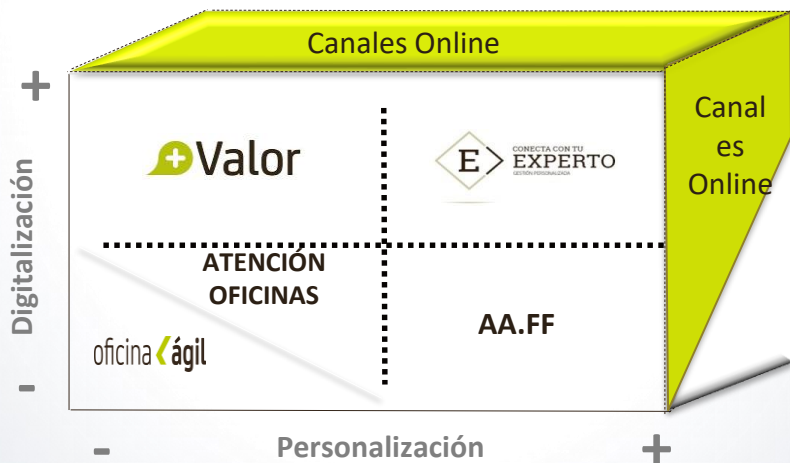 Canales Online
+
Canal
es
Online
+Valor
E
CONECTA CON TU
EXPERTO
GESTIÓN PERSONALIZADA
Digitalización
ATENCIÓN
OFICINAS
AA.FF
oficina ágil
-
- Personalización +